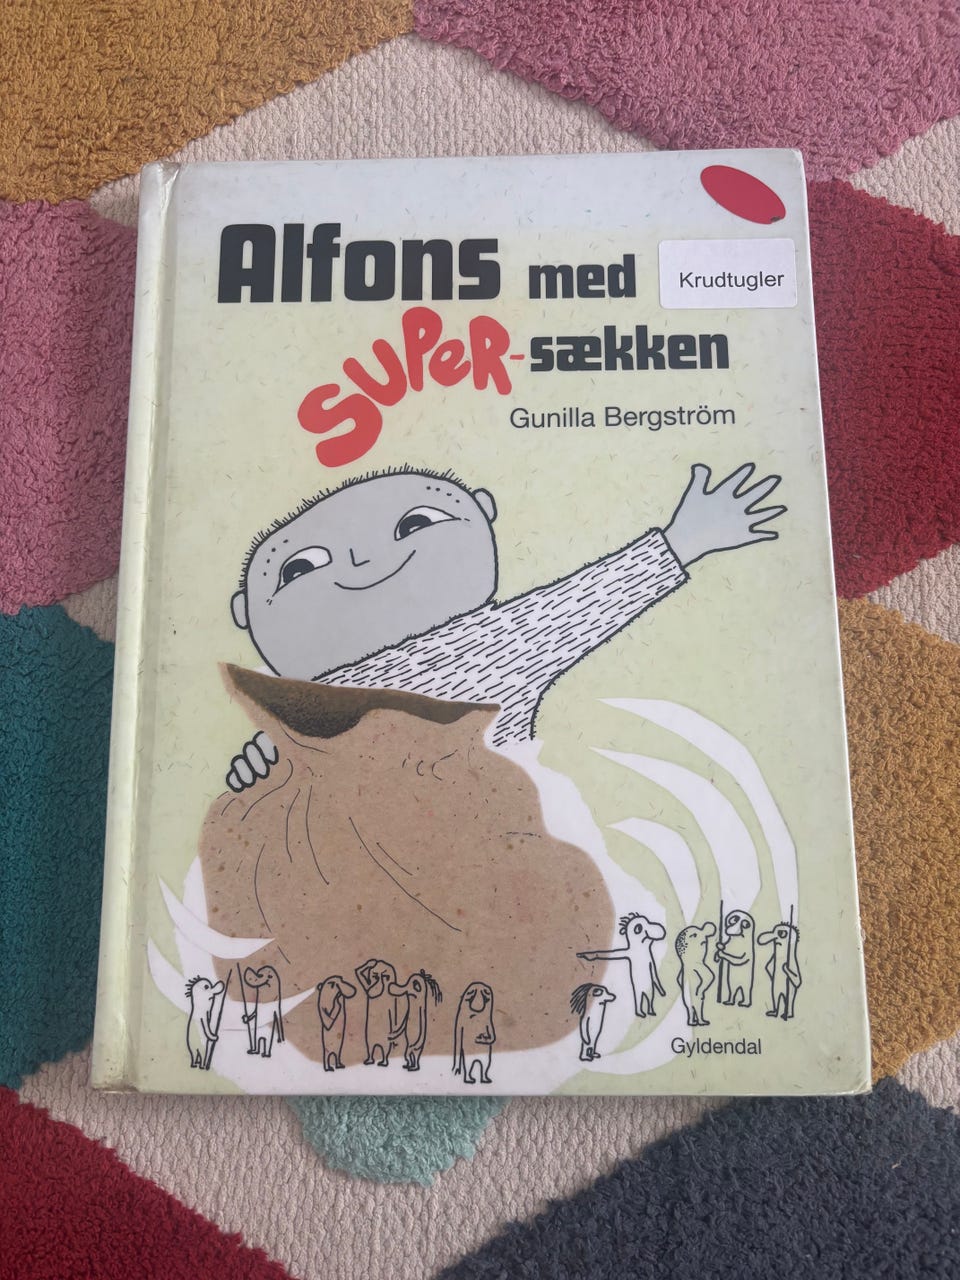 Alfons med
Krudtugler
SUPER-sækken
Gunilla Bergström
Gyldendal